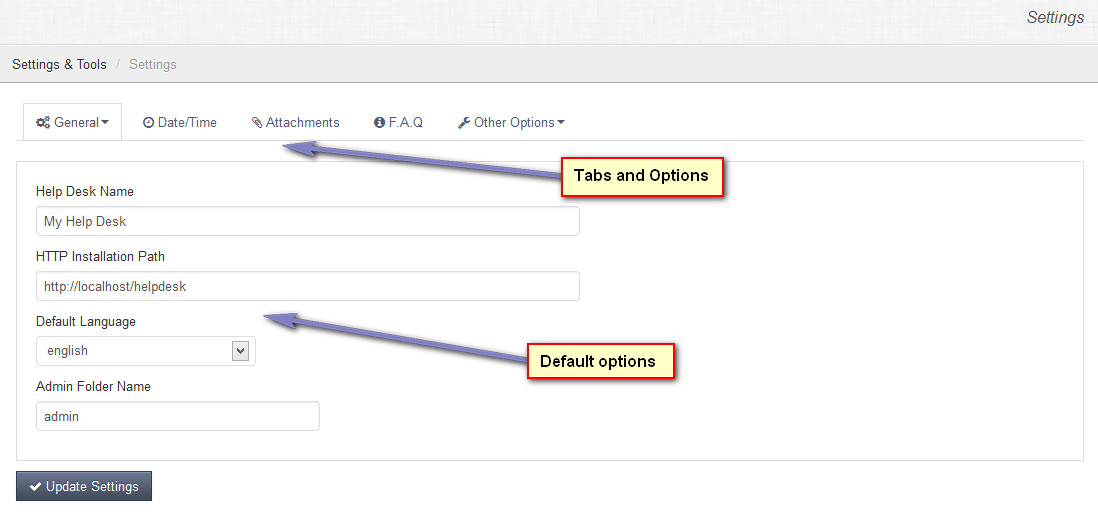 Settings
Settings & Tools / Settings
General Date/Time Attachments F.A.Q Other Options
Tabs and Options
Help Desk Name
My Help Desk
HTTP Installation Path
http://localhost/helpdesk
Default Language
english
Default options
Admin Folder Name
admin
Update Settings